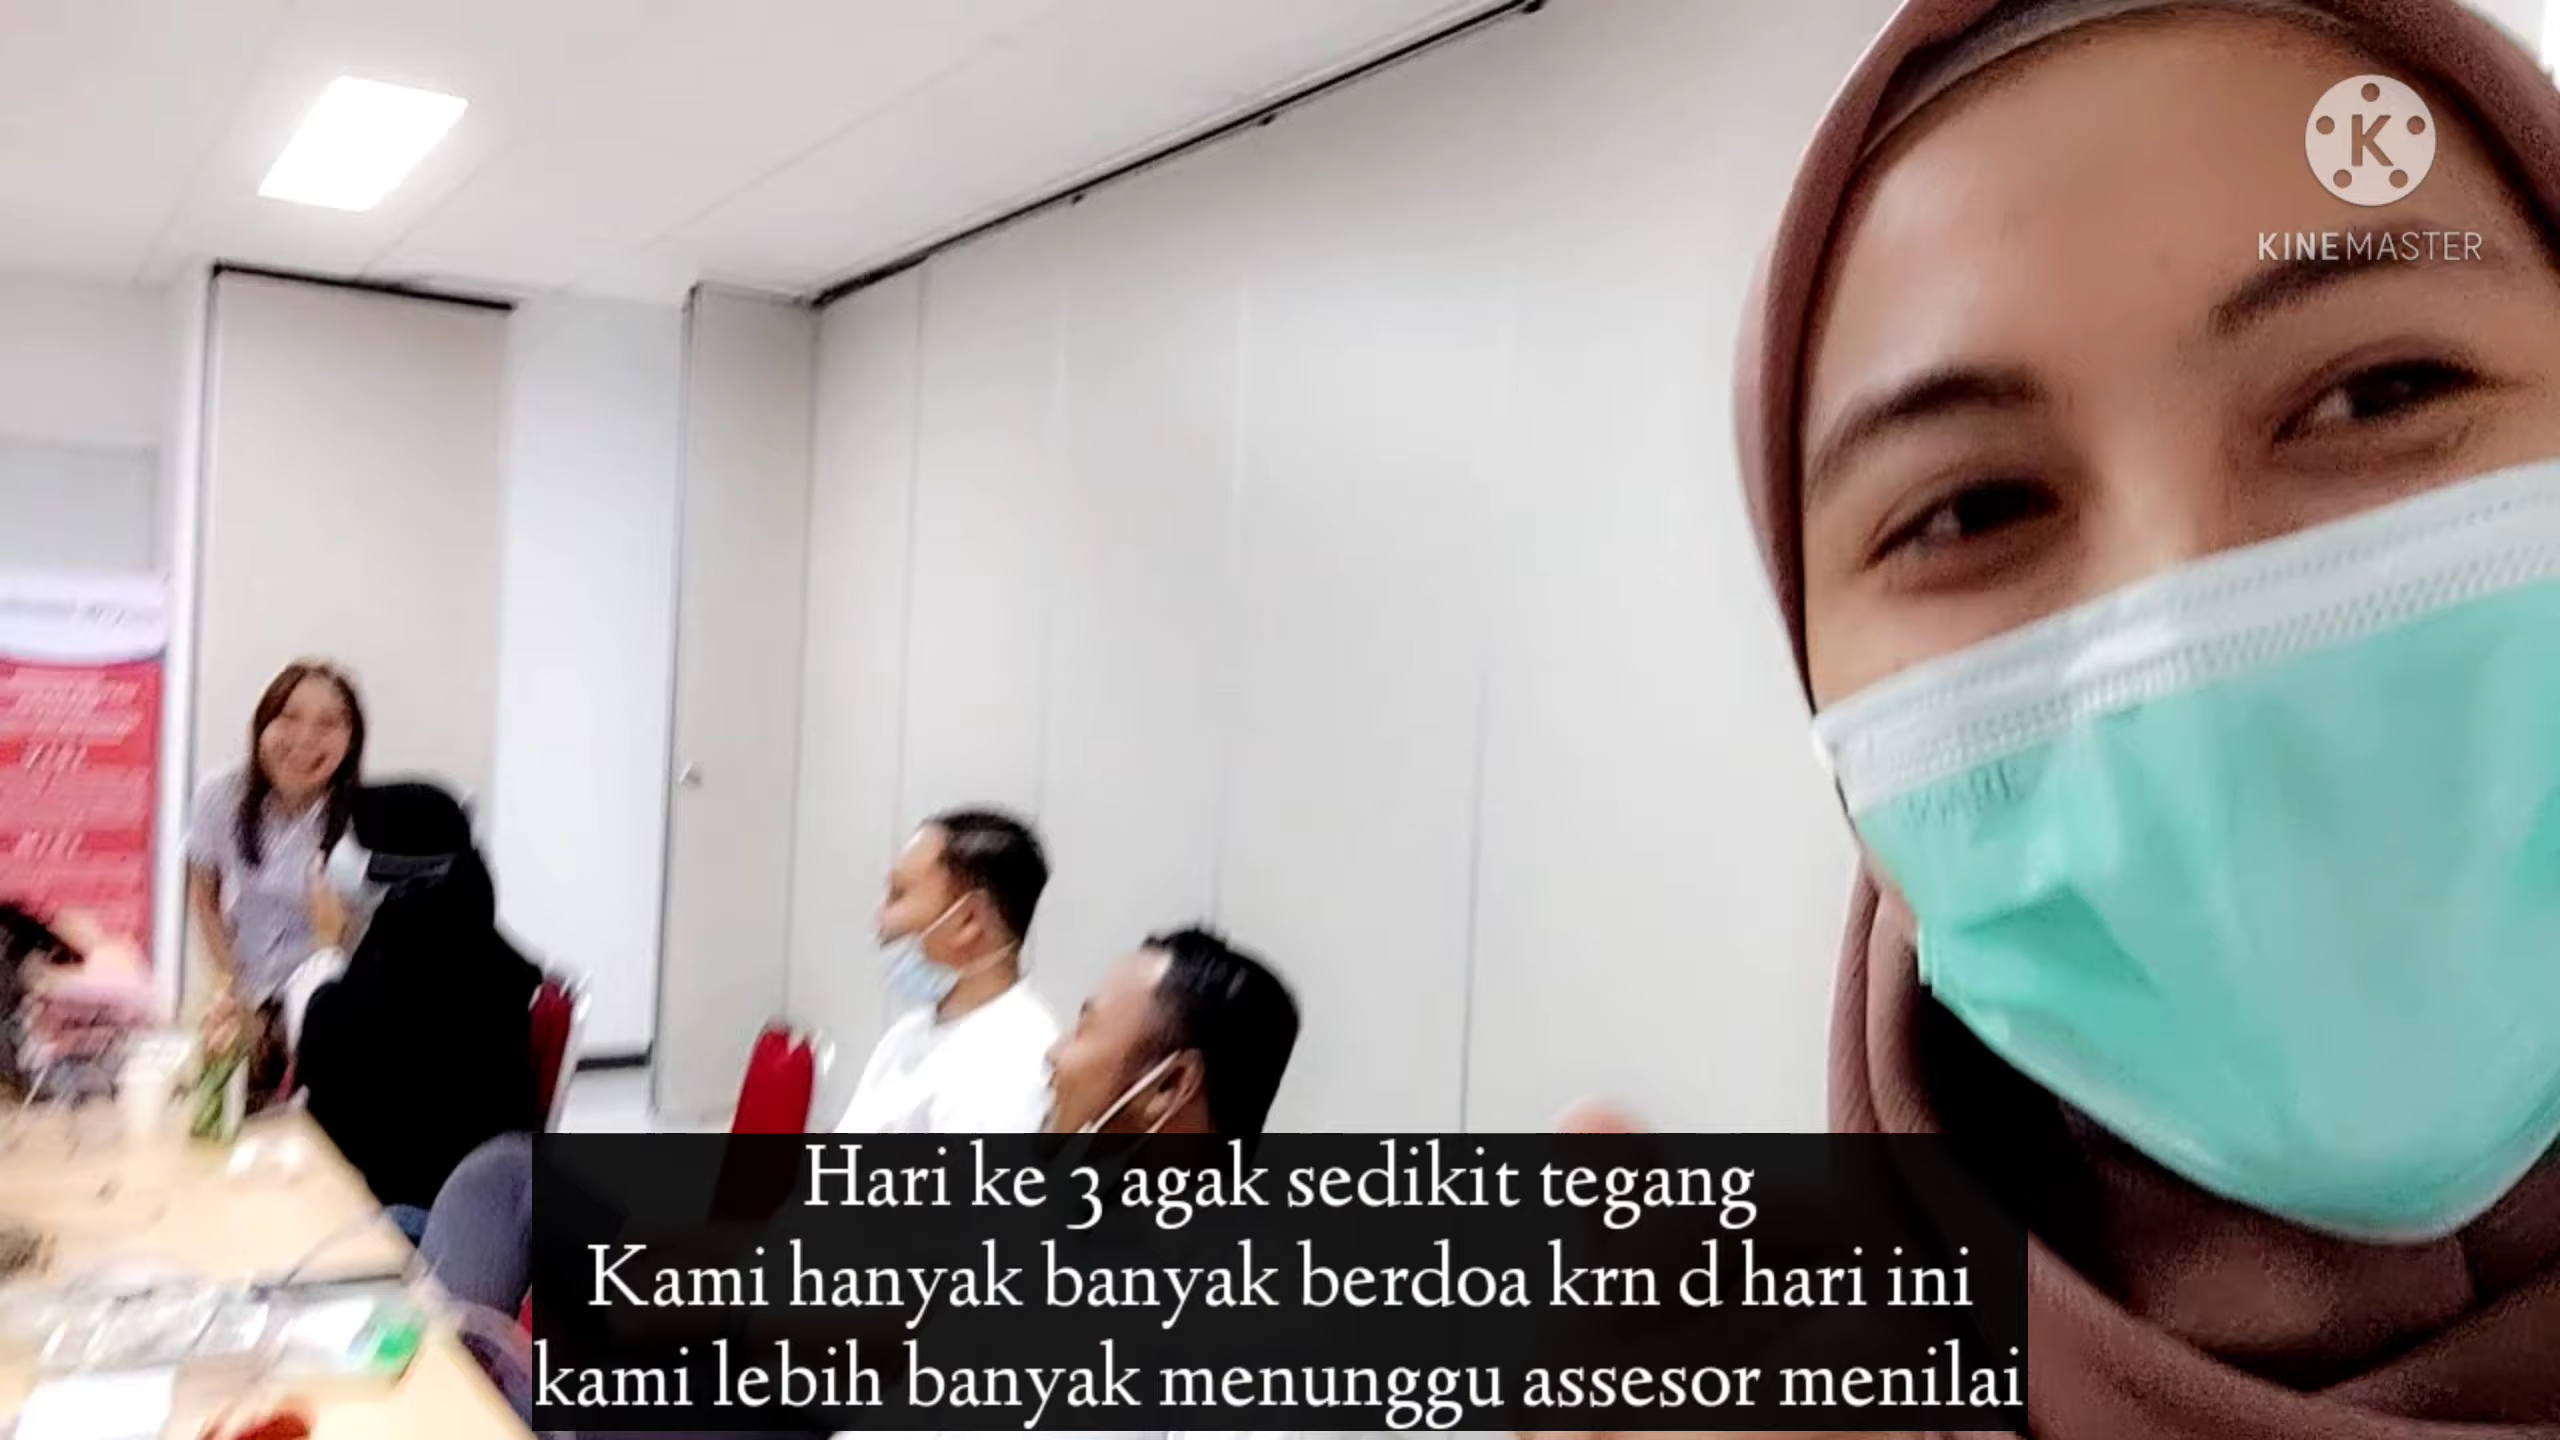 K
KINEMASTER
Hari ke 3 agak sedikit tegang
Kami hanyak banyak berdoa krn d hari ini
kami lebih banyak menunggu assesor menilai